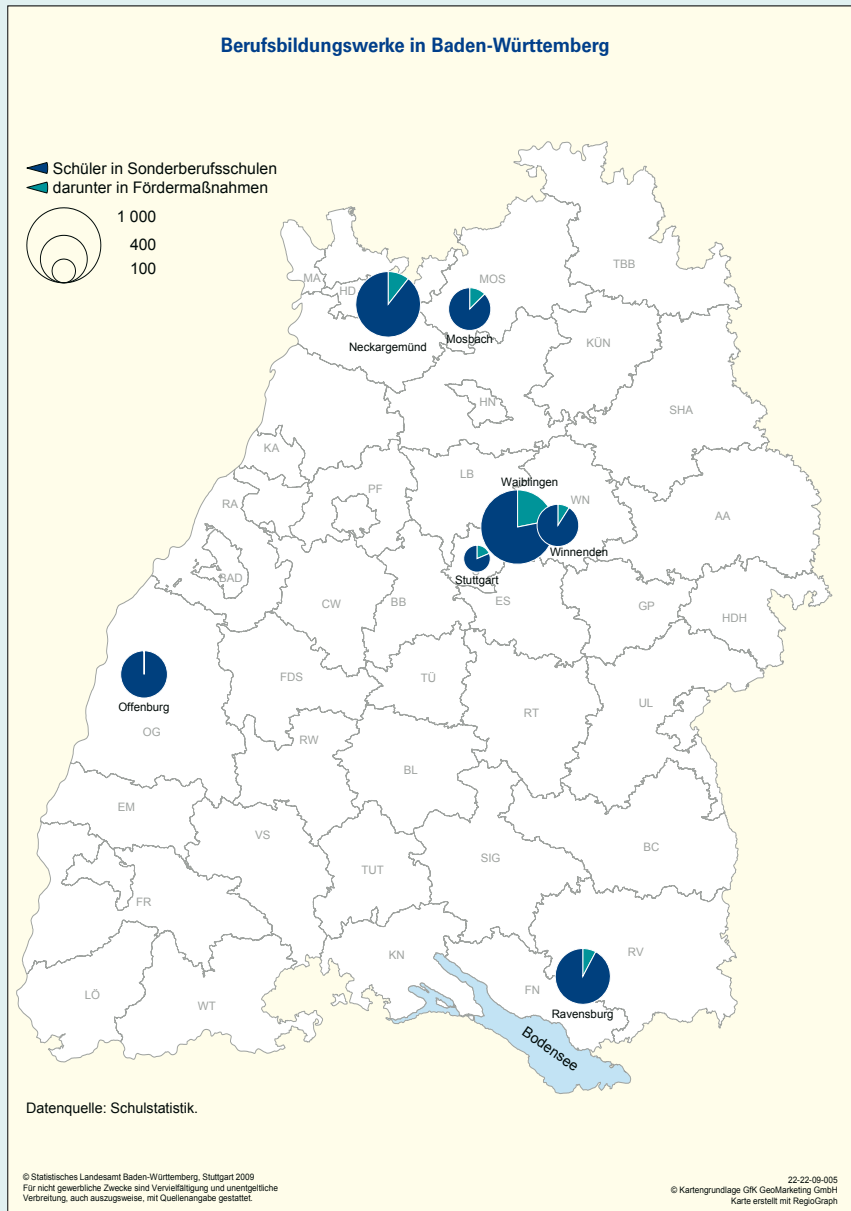 Berufsbildungswerke in Baden-Württemberg
Schüler in Sonderberufsschulen
darunter in Fördermaßnahmen
1 000
400
100
TBB
MOS
MA
HD
Neckargemünd
Mosbach
KÜN
HN
SHA
KA
LB
Waiblingen
PF
WN
RA
AA
Winnenden
Stuttgart
BAD
CW
BB
ES
GP
HDH
FDS
TÜ
Offenburg
OG
UL
RT
RW
BL
EM
VS
BC
SIG
TUT
FR
KN
RV
FN
LÖ
WT
Ravensburg
Bodensee
Datenquelle: Schulstatistik.
© Statistisches Landesamt Baden-Württemberg, Stuttgart 2009
Für nicht gewerbliche Zwecke sind Vervielfältigung und unentgeltliche
Verbreitung, auch auszugsweise, mit Quellenangabe gestattet.
22-22-09-005
© Kartengrundlage GfK GeoMarketing GmbH
Karte erstellt mit RegioGraph